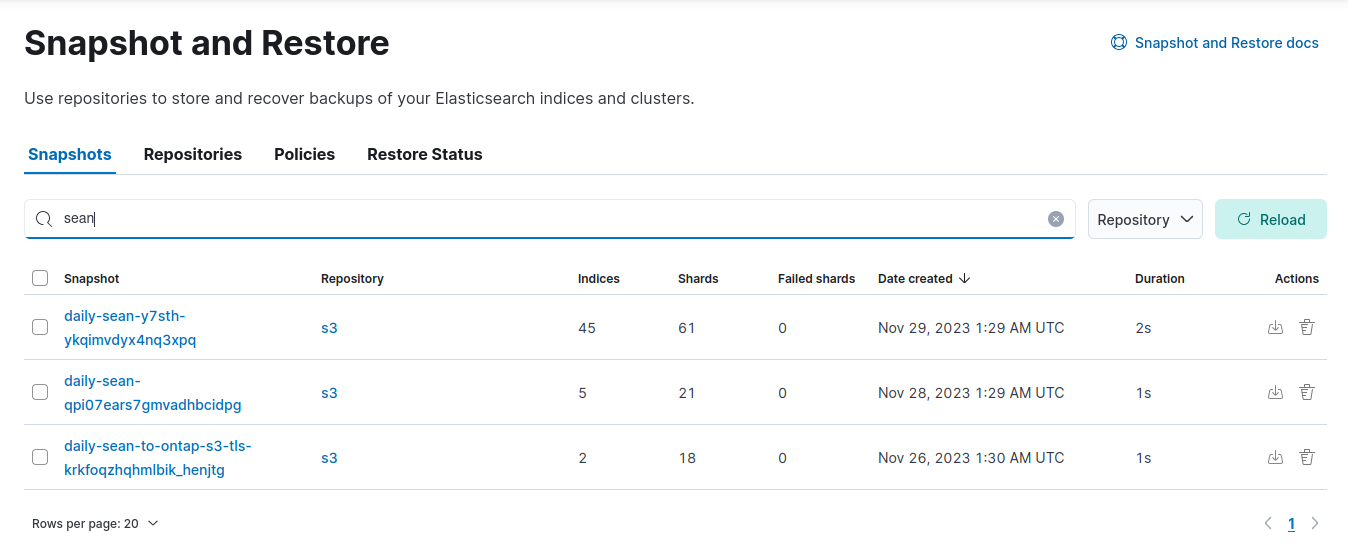 Snapshot and Restore
Snapshot and Restore docs
Use repositories to store and recover backups of your Elasticsearch indices and clusters.
Snapshots Repositories Policies Restore Status
sean Repository Reload
Snapshot Repository Indices Shards Failed shards Date created Duration Actions
daily-sean-y7sth-
ykqimvdyx4nq3xpq s3 45 61 0 Nov 29, 2023 1:29 AM UTC 2s
daily-sean-
qpi07ears7gmvadhbcidpg s3 5 21 0 Nov 28, 2023 1:29 AM UTC 1s
daily-sean-to-ontap-s3-tls-
krkfoqzhqhmlbik_henjtg s3 2 18 0 Nov 26, 2023 1:30 AM UTC 1s
Rows per page: 20 1